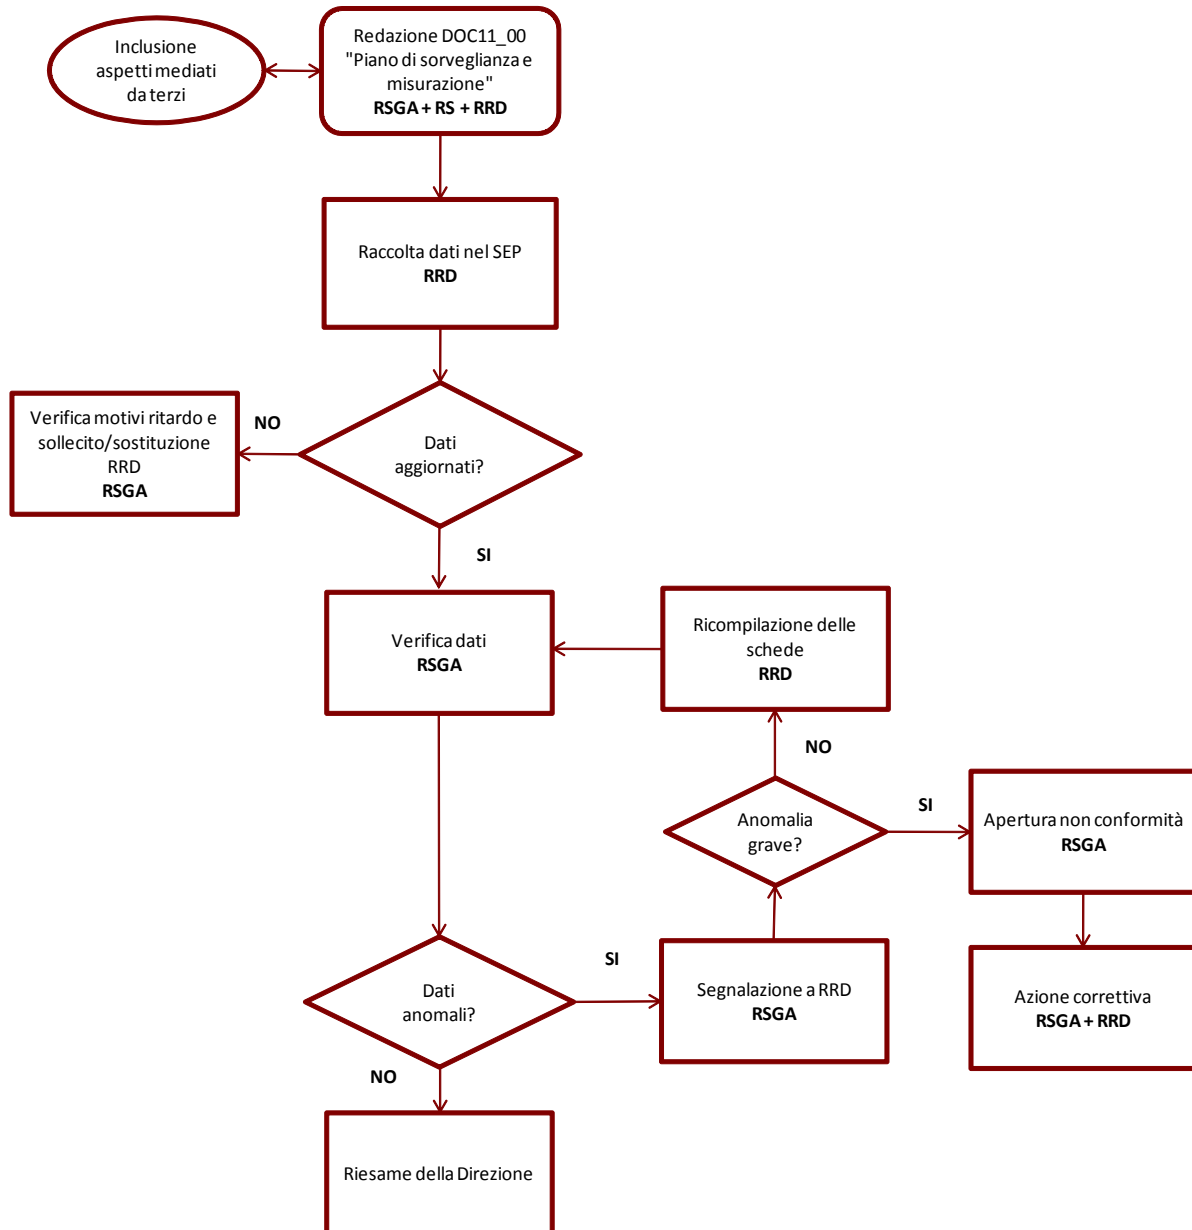 Inclusione
aspetti mediati
da terzi
Redazione DOC11_00
"Piano di sorveglianza e
misurazione"
RSGA + RS + RRD
Raccolta dati nel SEP
RRD
Verifica motivi ritardo e
sollecito/sostituzione
RRD
RSGA
NO
Dati
aggiornati?
SI
Verifica dati
RSGA
Ricompilazione delle
schede
RRD
NO
Anomalia
grave?
SI
Apertura non conformità
RSGA
Dati
anomali?
SI
Segnalazione a RRD
RSGA
Azione correttiva
RSGA + RRD
NO
Riesame della Direzione